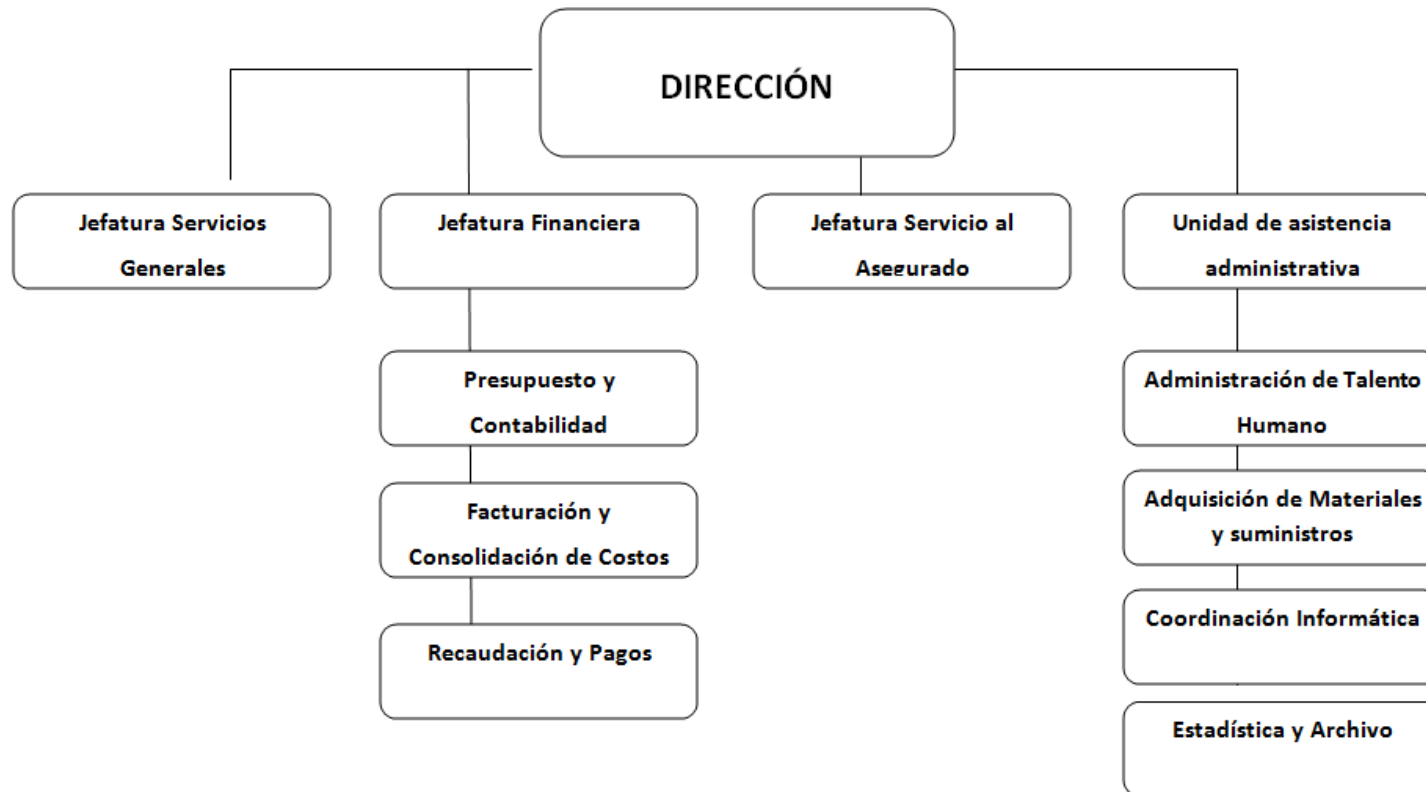 DIRECCIÓN
Jefatura Servicios
Generales
Jefatura Financiera
Jefatura Servicio al
Asegurado
Unidad de asistencia
administrativa
Presupuesto y
Contabilidad
Facturación y
Consolidación de Costos
Recaudación y Pagos
Administración de Talento
Humano
Adquisición de Materiales
y suministros
Coordinación Informática
Estadística y Archivo